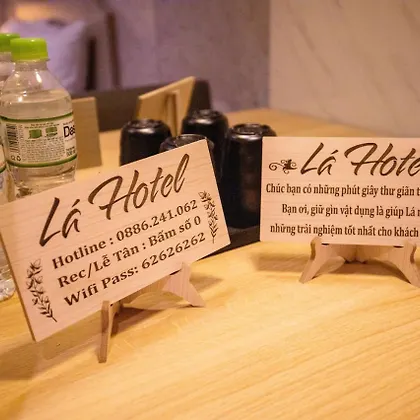 Lá Hotel
Hotline : 0886.241.062
Rec/Lễ Tân : Bấm số 0
Wifi Pass: 62626262
Lá Hote
Chúc bạn có những phút giây thư giãn t
Bạn ơi, giữ gìn vật dụng là giúp Lá
những trải nghiệm tốt nhất cho khách